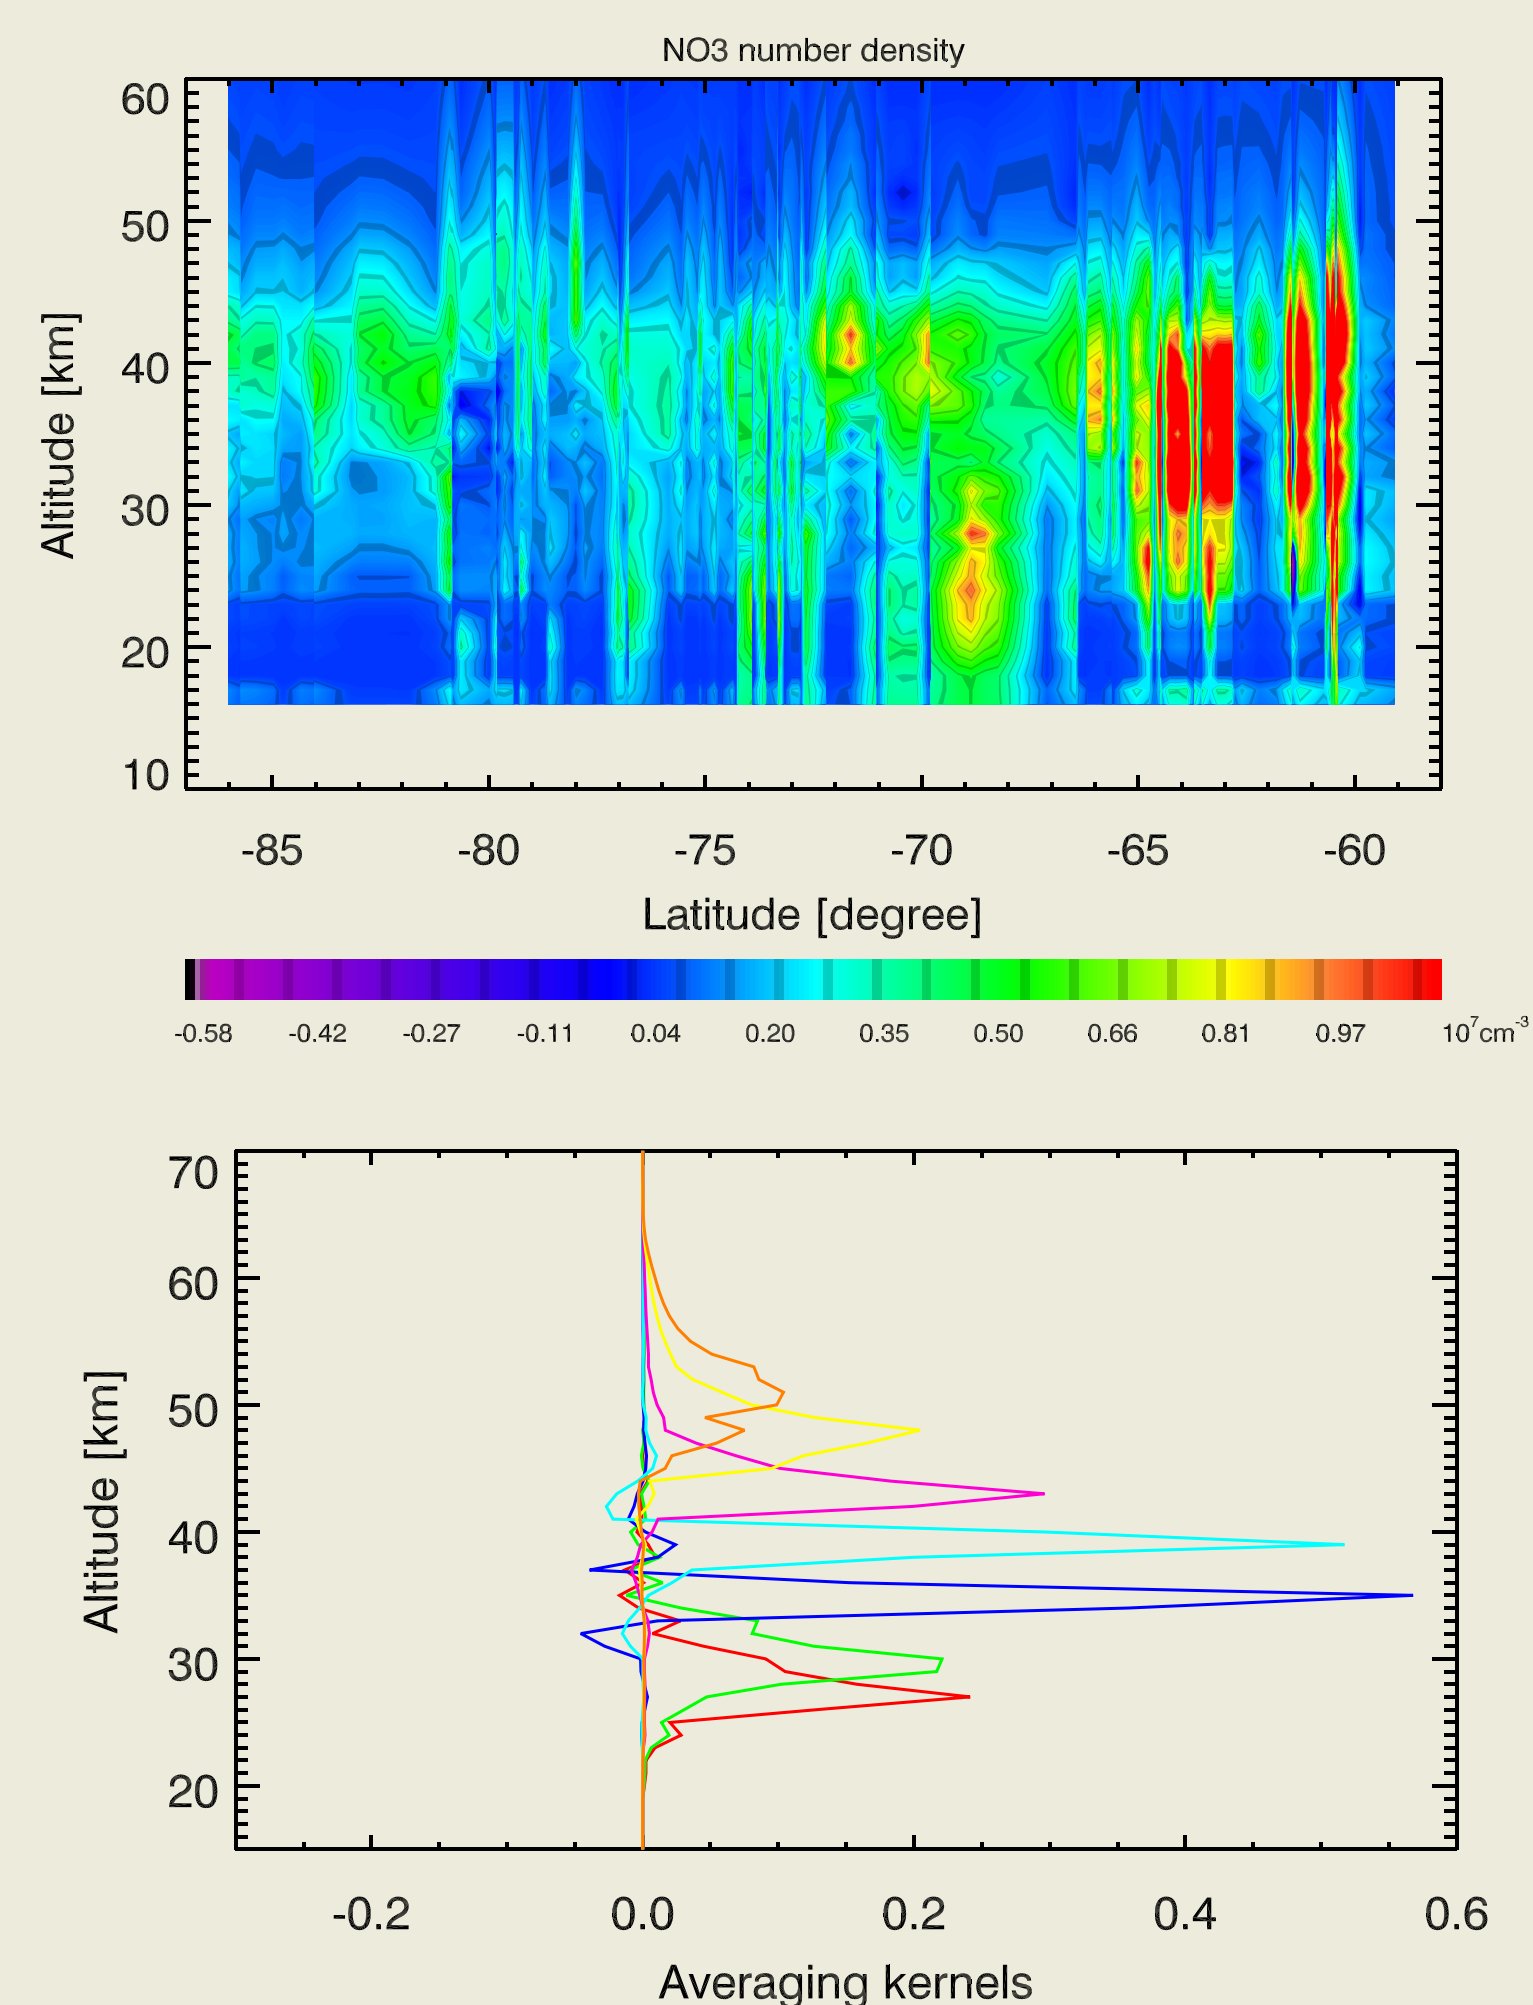 NO3 number density
60
50
40
30
20
10
Altitude [km]
-85 -80 -75 -70 -65 -60
Latitude [degree]
-0.58 -0.42 -0.27 -0.11 0.04 0.20 0.35 0.50 0.66 0.81 0.97 10⁷cm⁻³
70
60
50
40
30
20
Altitude [km]
-0.2 0.0 0.2 0.4 0.6
Averaging kernels